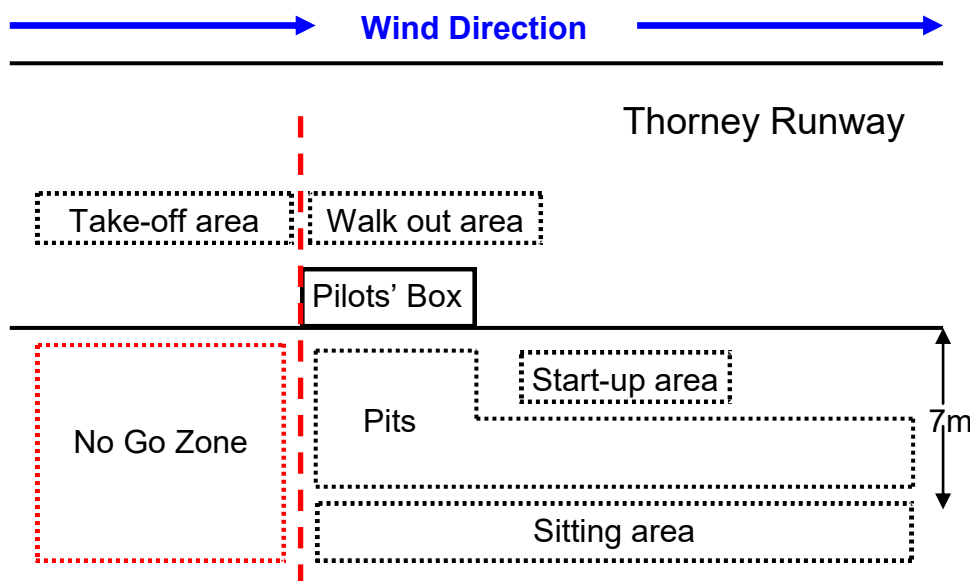 Wind Direction
Thorney Runway
Take-off area
Walk out area
Pilots’ Box
Start-up area
Pits
7m
No Go Zone
Sitting area